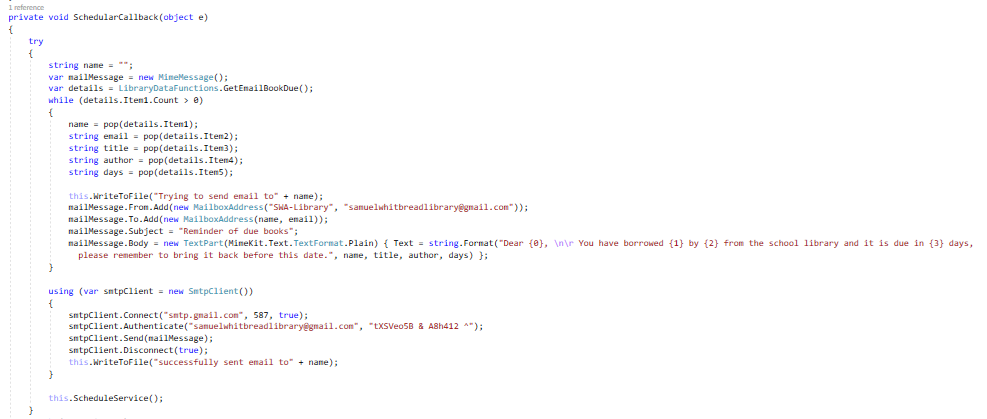 1 reference
private void SchedularCallback(object e)
{
try
{
string name = "";
var mailMessage = new MimeMessage();
var details = LibraryDataFunctions.GetEmailBookDue();
while (details.Item1.Count > 0)
{
name = pop(details.Item1);
string email = pop(details.Item2);
string title = pop(details.Item3);
string author = pop(details.Item4);
string days = pop(details.Item5);
this.WriteToFile("Trying to send email to" + name);
mailMessage.From.Add(new MailboxAddress("SWA-Library", "samuelwhitbreadlibrary@gmail.com"));
mailMessage.To.Add(new MailboxAddress(name, email));
mailMessage.Subject = "Reminder of due books";
mailMessage.Body = new TextPart(MimeKit.Text.TextFormat.Plain) { Text = string.Format("Dear {0}, \n\r You have borrowed {1} by {2} from the school library and it is due in {3} days,
please remember to bring it back before this date.", name, title, author, days) };
}
using (var smtpClient = new SmtpClient())
{
smtpClient.Connect("smtp.gmail.com", 587, true);
smtpClient.Authenticate("samuelwhitbreadlibrary@gmail.com", "tXSVeo5B & A8h412 ^");
smtpClient.Send(mailMessage);
smtpClient.Disconnect(true);
this.WriteToFile("successfully sent email to" + name);
}
this.ScheduleService();
}